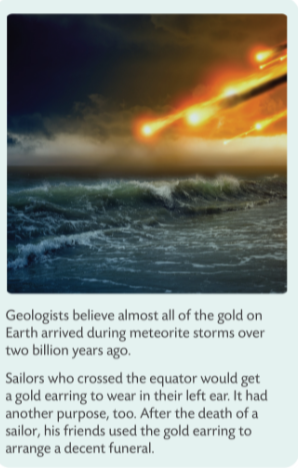 Geologists believe almost all of the gold on
Earth arrived during meteorite storms over
two billion years ago.
Sailors who crossed the equator would get
a gold earring to wear in their left ear. It had
another purpose, too. After the death of a
sailor, his friends used the gold earring to
arrange a decent funeral.